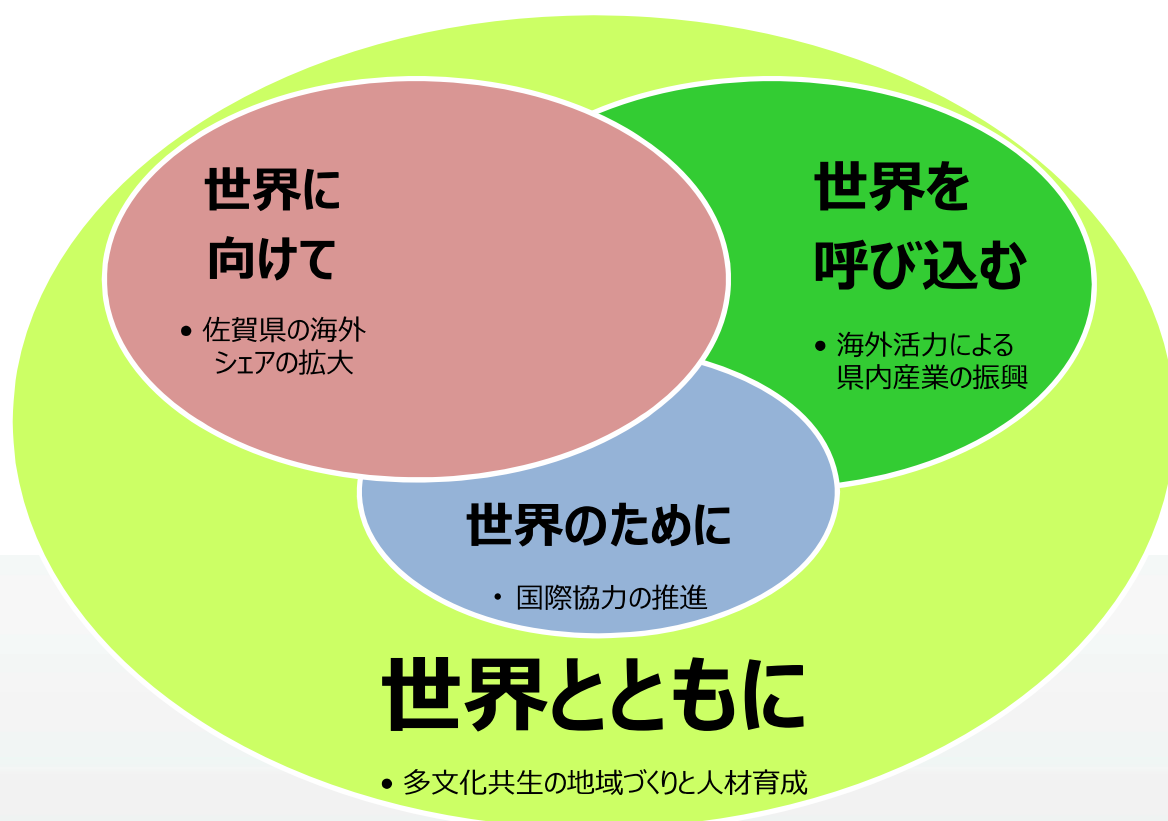 世界に
向けて
• 佐賀県の海外
シェアの拡大
世界を
呼び込む
• 海外活力による
県内産業の振興
世界のために
• 国際協力の推進
世界とともに
• 多文化共生の地域づくりと人材育成